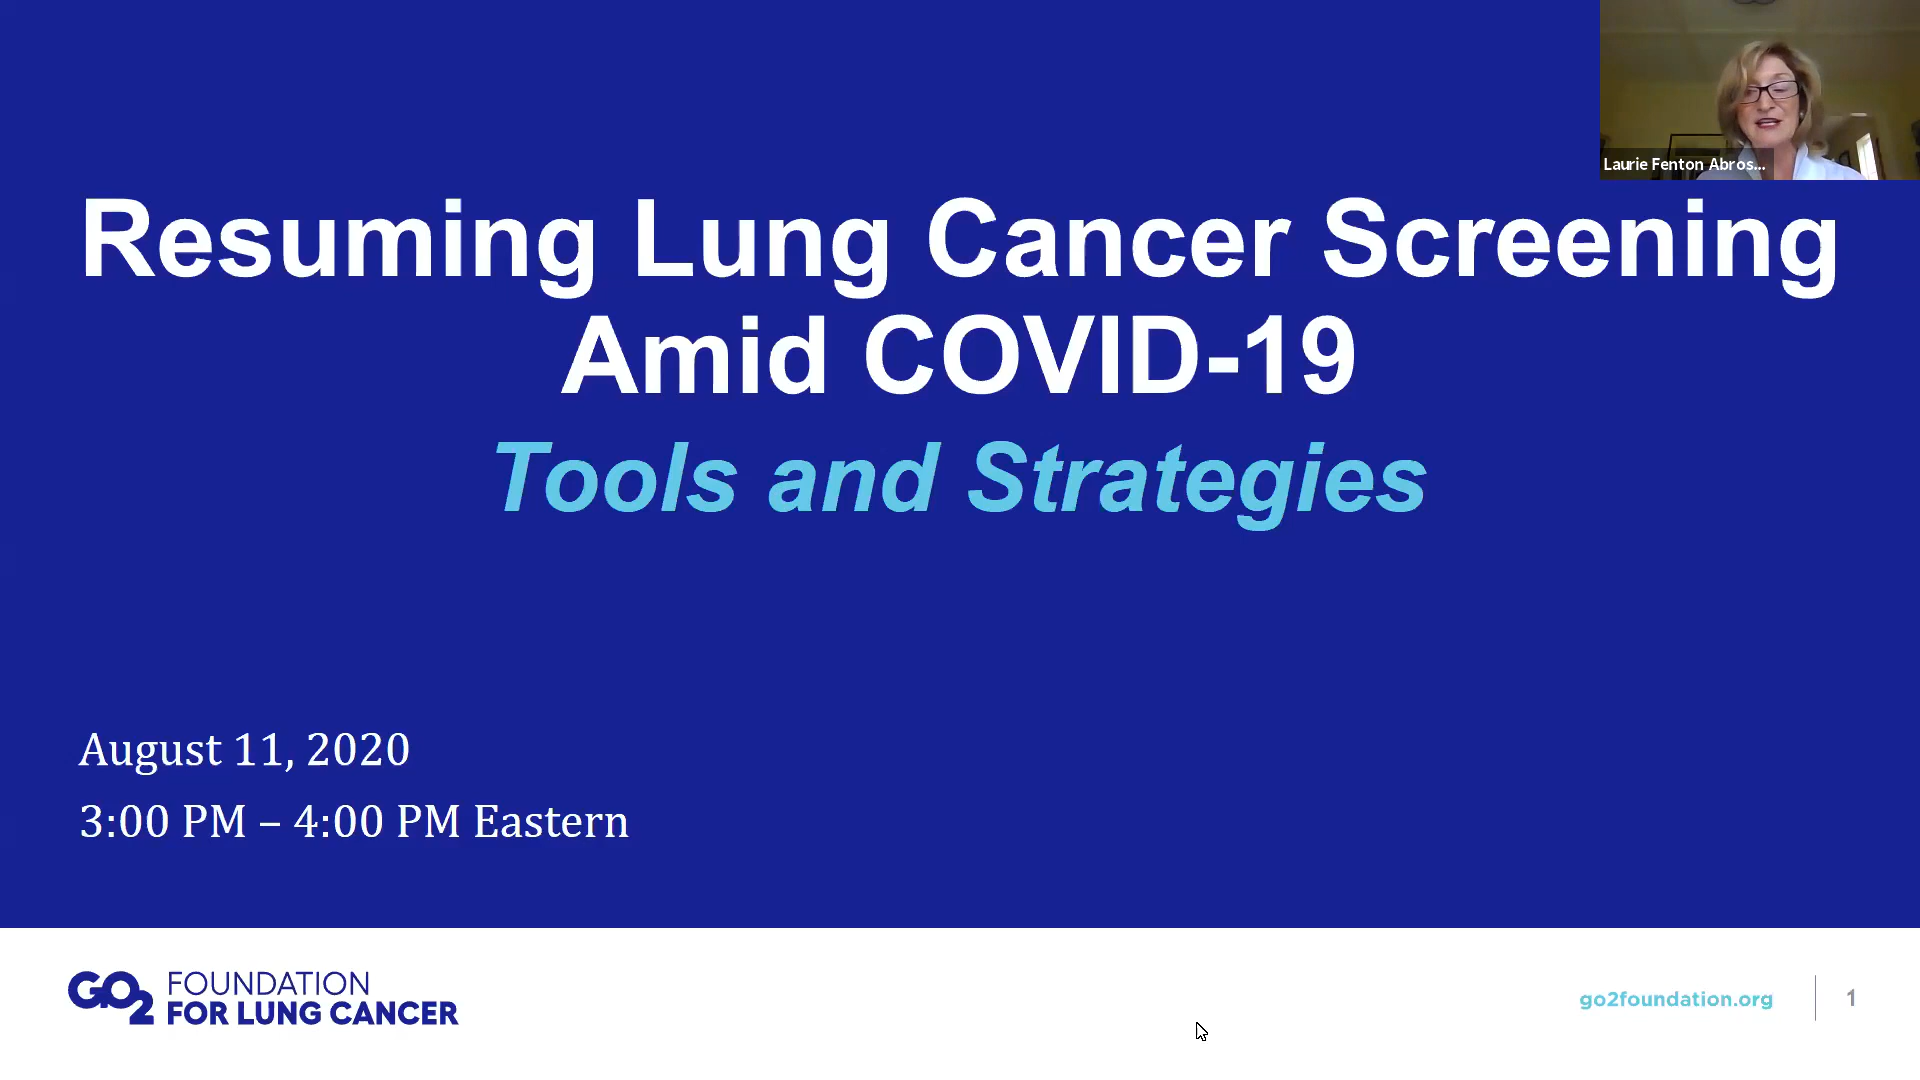 Laurie Fenton Abros...
Resuming Lung Cancer Screening
Amid COVID-19
Tools and Strategies
August 11, 2020
3:00 PM – 4:00 PM Eastern
GO2 FOUNDATION
FOR LUNG CANCER
go2foundation.org
1